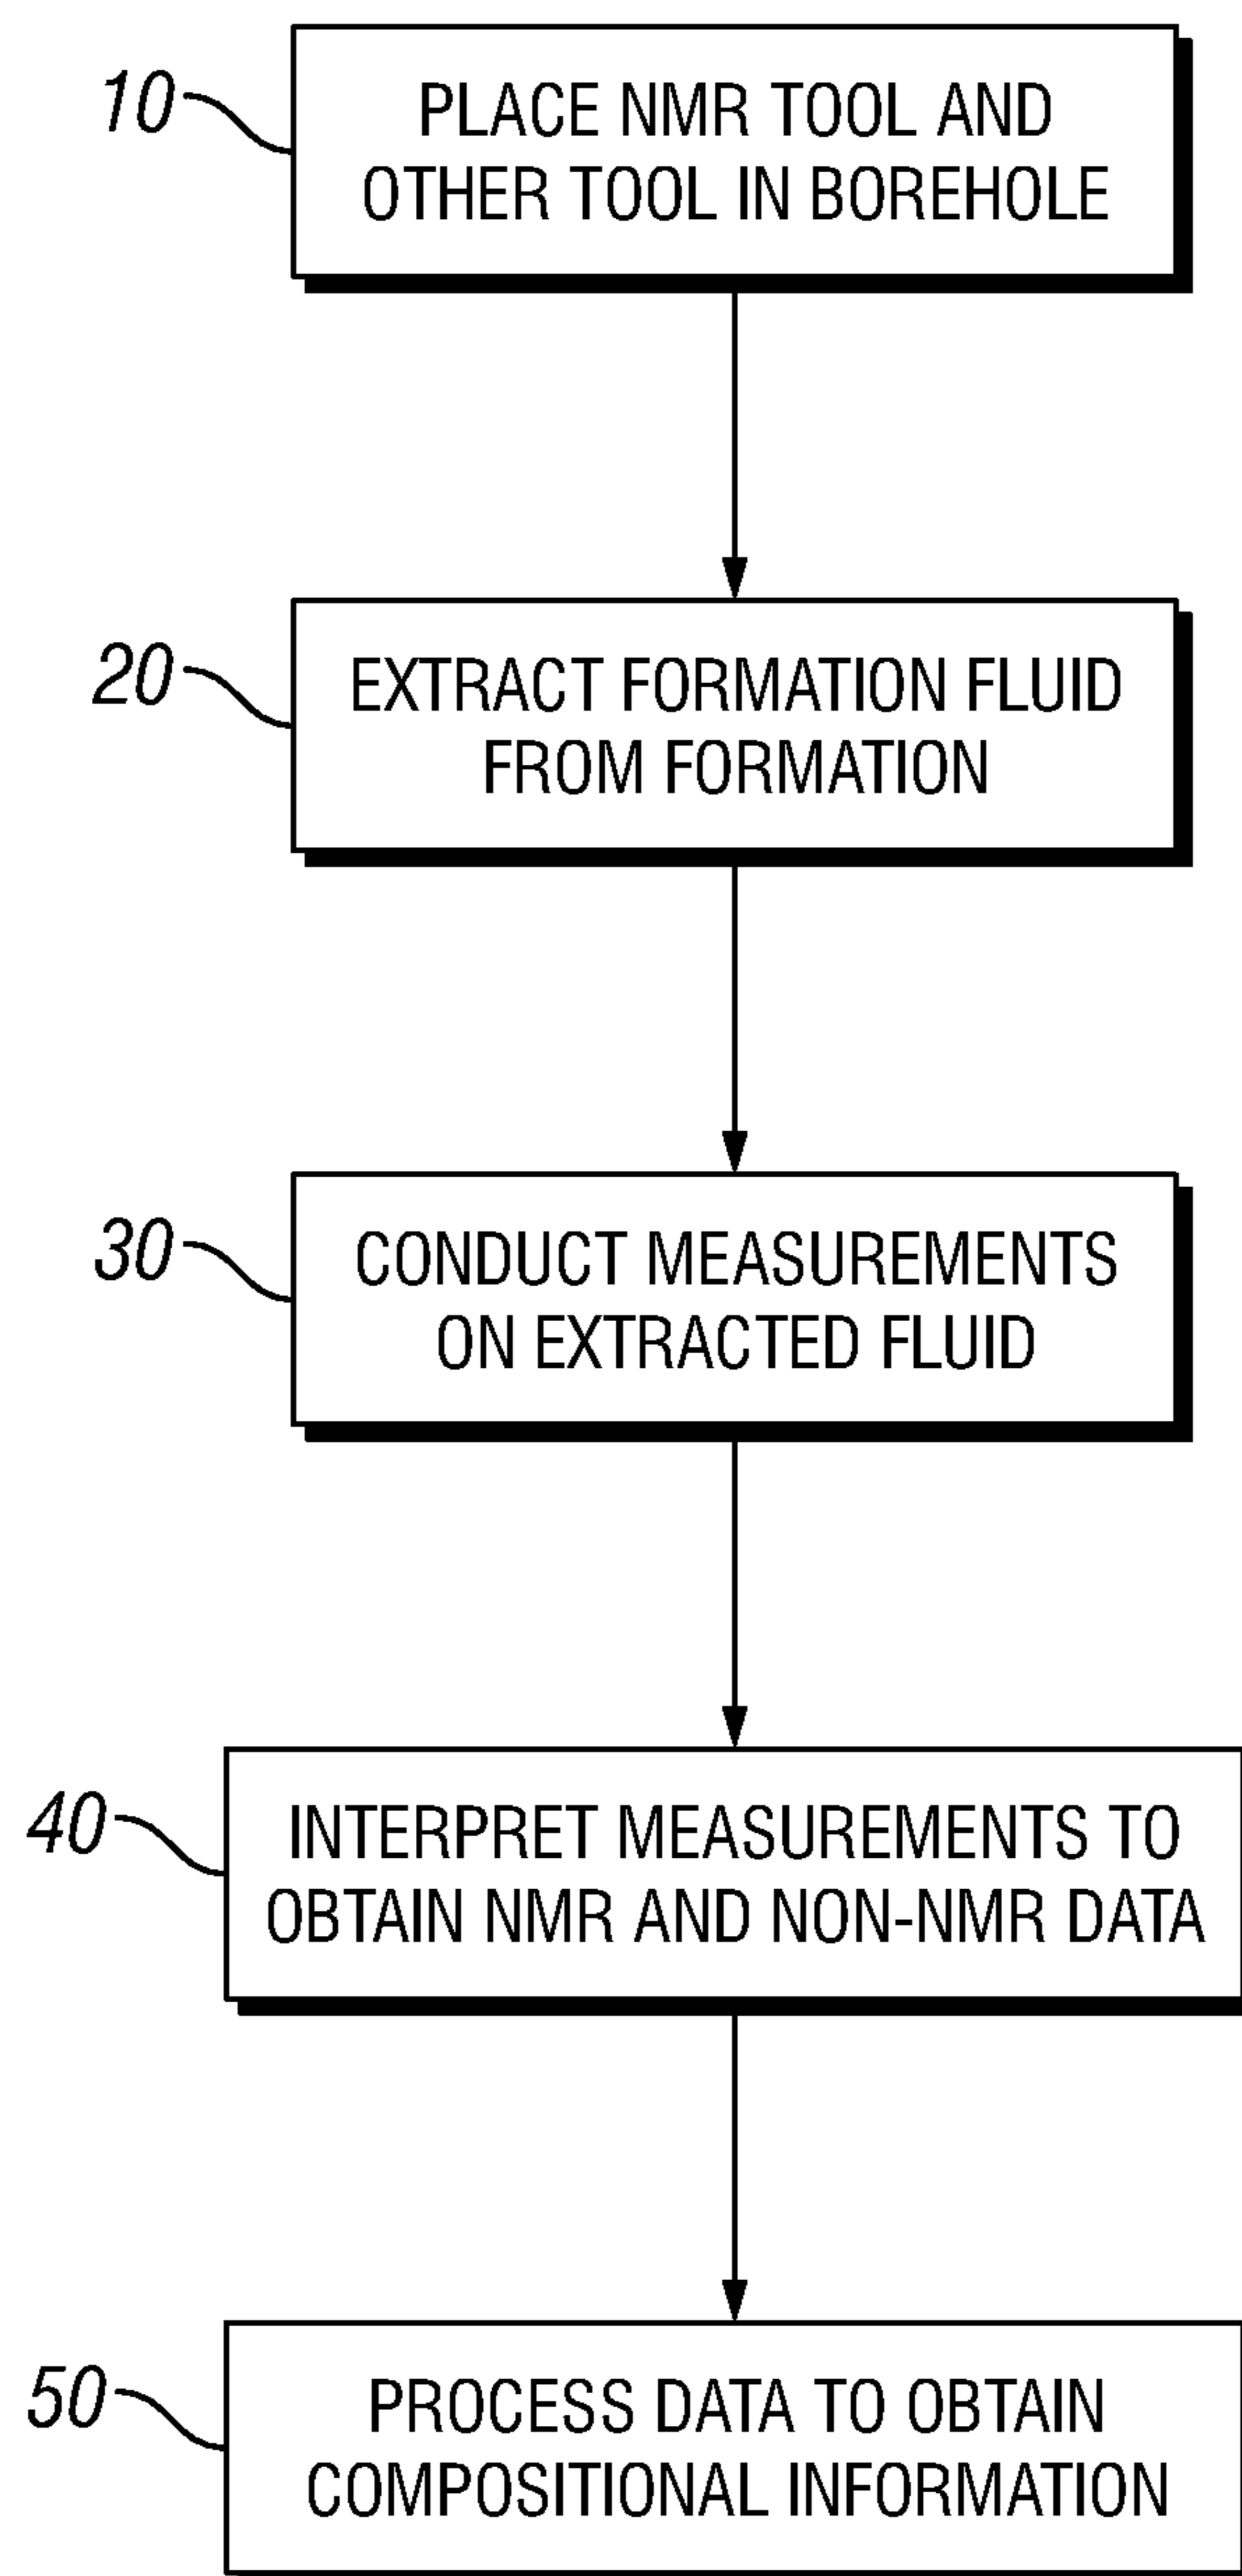 10
PLACE NMR TOOL AND
OTHER TOOL IN BOREHOLE
20
EXTRACT FORMATION FLUID
FROM FORMATION
30
CONDUCT MEASUREMENTS
ON EXTRACTED FLUID
40
INTERPRET MEASUREMENTS TO
OBTAIN NMR AND NON-NMR DATA
50
PROCESS DATA TO OBTAIN
COMPOSITIONAL INFORMATION